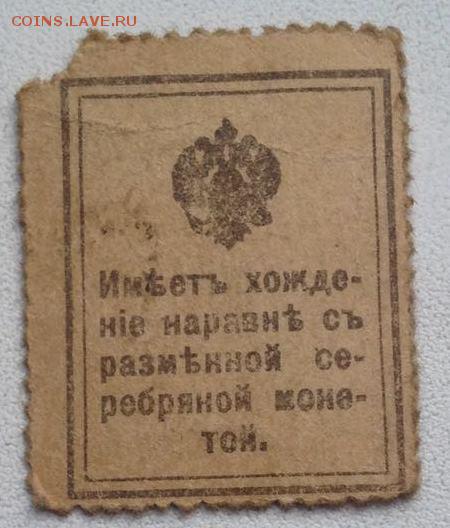 COINS.LAVE.RU
Имѣетъ хожде-
ніе наравнѣ съ
размѣнной се-
ребряной моне-
той.